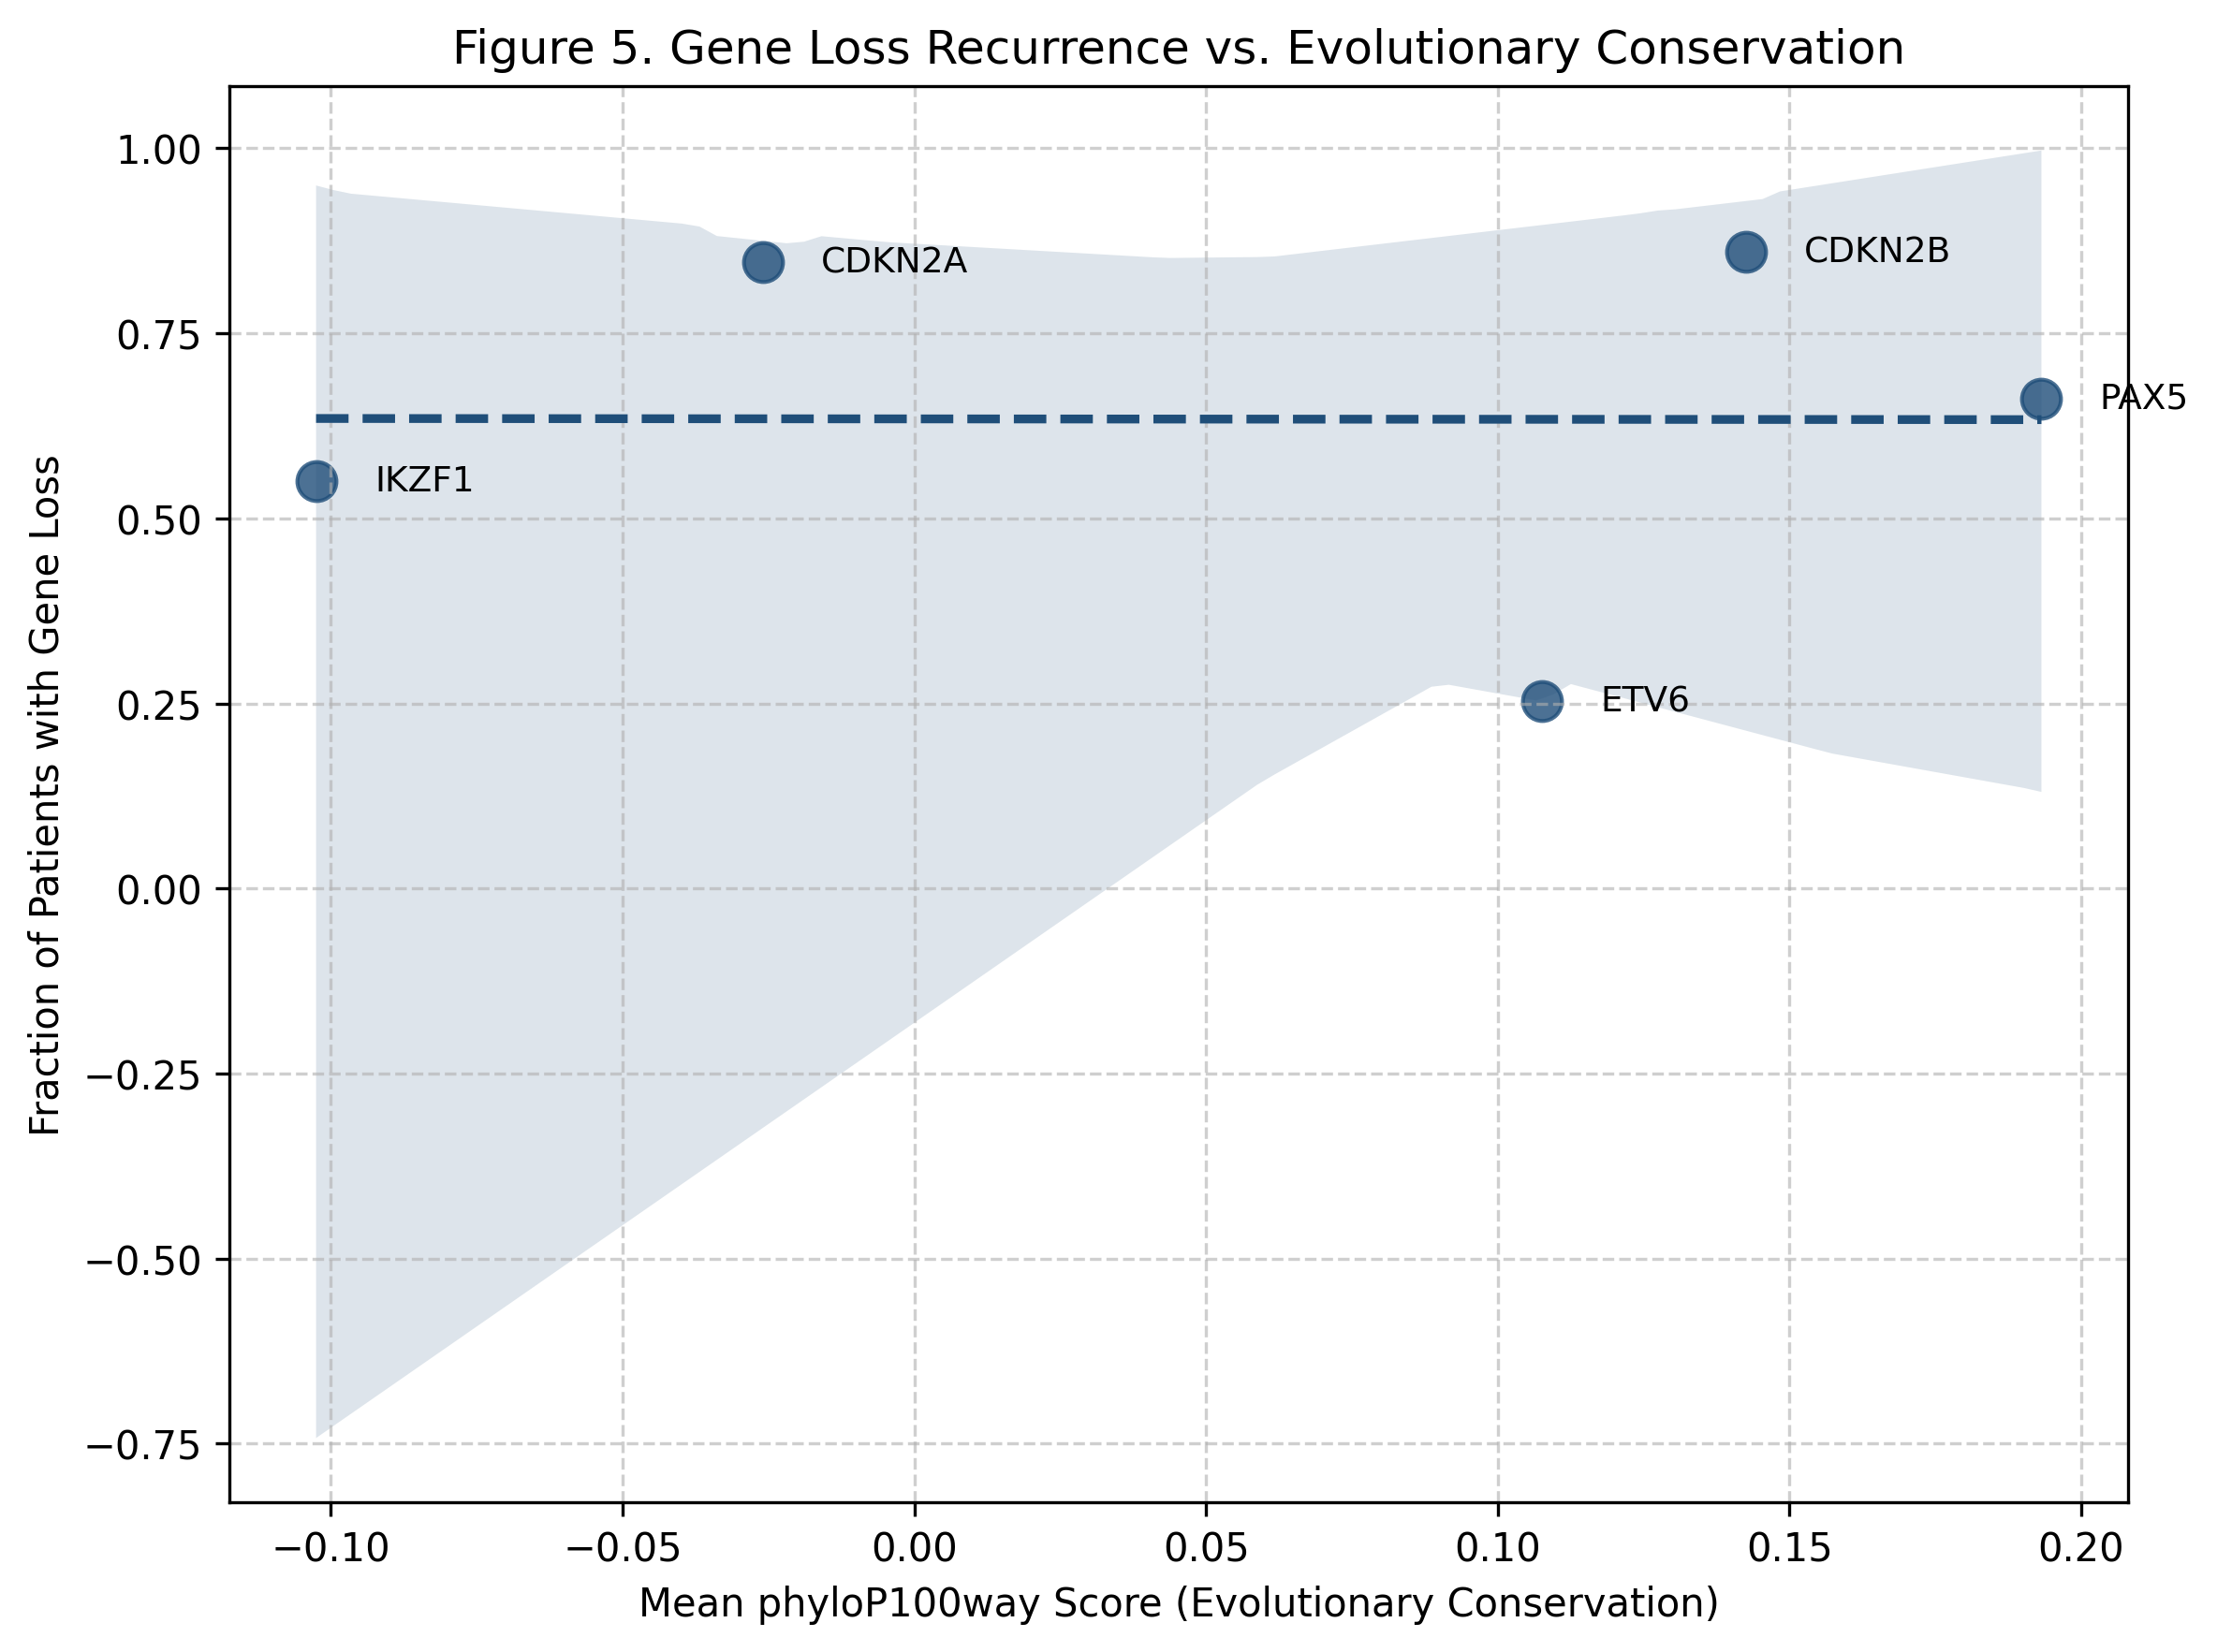 Figure 5. Gene Loss Recurrence vs. Evolutionary Conservation
Fraction of Patients with Gene Loss
1.00
0.75
0.50
0.25
0.00
−0.25
−0.50
−0.75
CDKN2A
CDKN2B
PAX5
IKZF1
ETV6
−0.10
−0.05
0.00
0.05
0.10
0.15
0.20
Mean phyloP100way Score (Evolutionary Conservation)